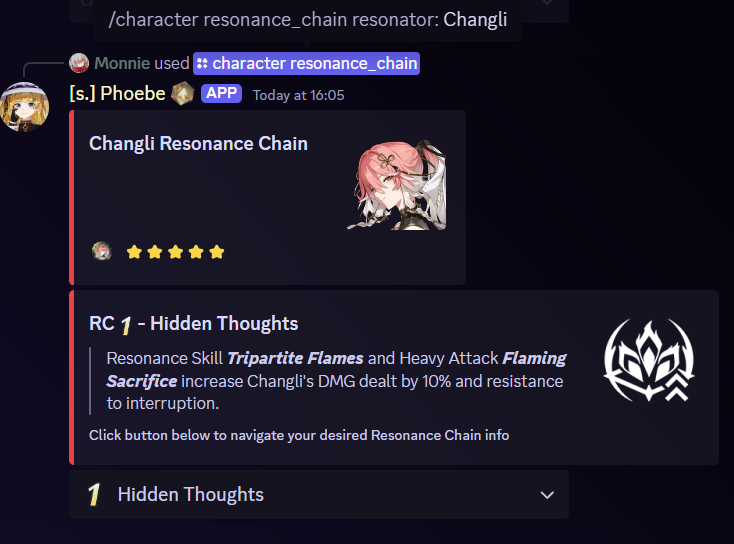 /character resonance_chain resonator: Changli
Monnie used character resonance_chain
[s.] Phoebe APP Today at 16:05
Changli Resonance Chain
RC 1 - Hidden Thoughts
Resonance Skill Tripartite Flames and Heavy Attack Flaming
Sacrifice increase Changli's DMG dealt by 10% and resistance
to interruption.
Click button below to navigate your desired Resonance Chain info
1 Hidden Thoughts